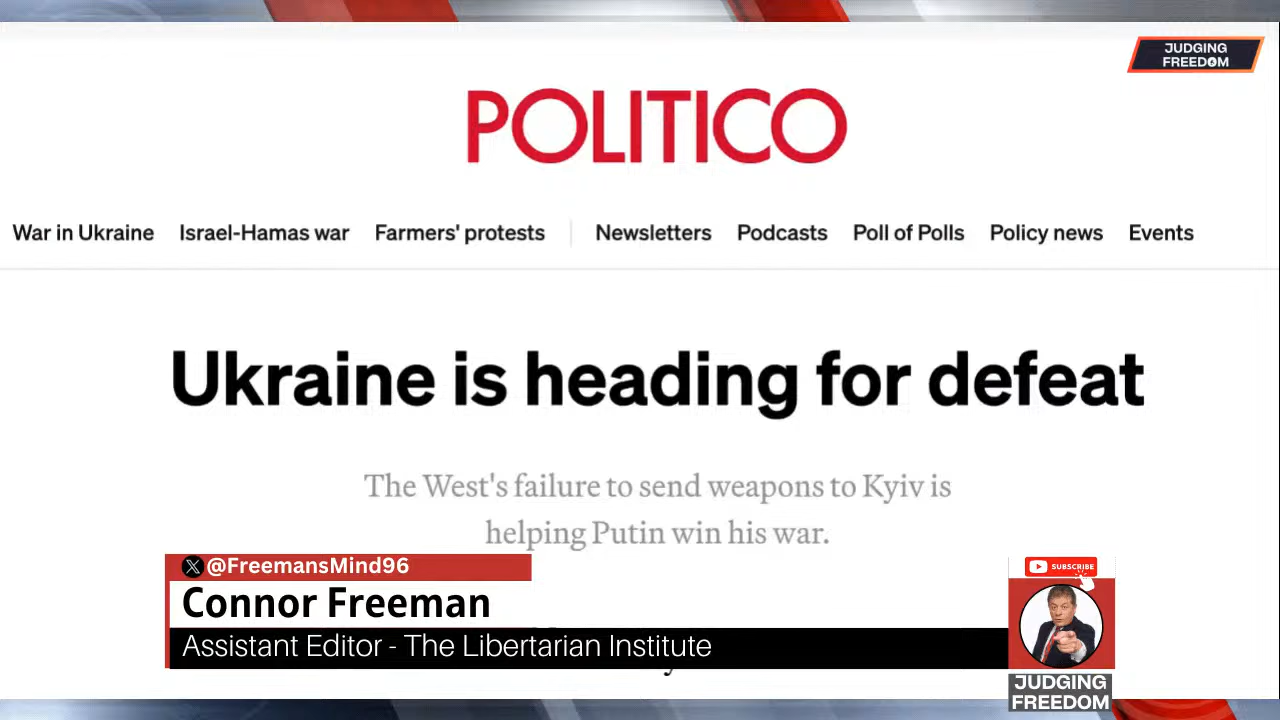 JUDGING
FREEDOM
POLITICO
War in Ukraine Israel-Hamas war Farmers' protests Newsletters Podcasts Poll of Polls Policy news Events
Ukraine is heading for defeat
The West's failure to send weapons to Kyiv is
helping Putin win his war.
@FreemansMind96
Connor Freeman
Assistant Editor - The Libertarian Institute
SUBSCRIBE
JUDGING
FREEDOM